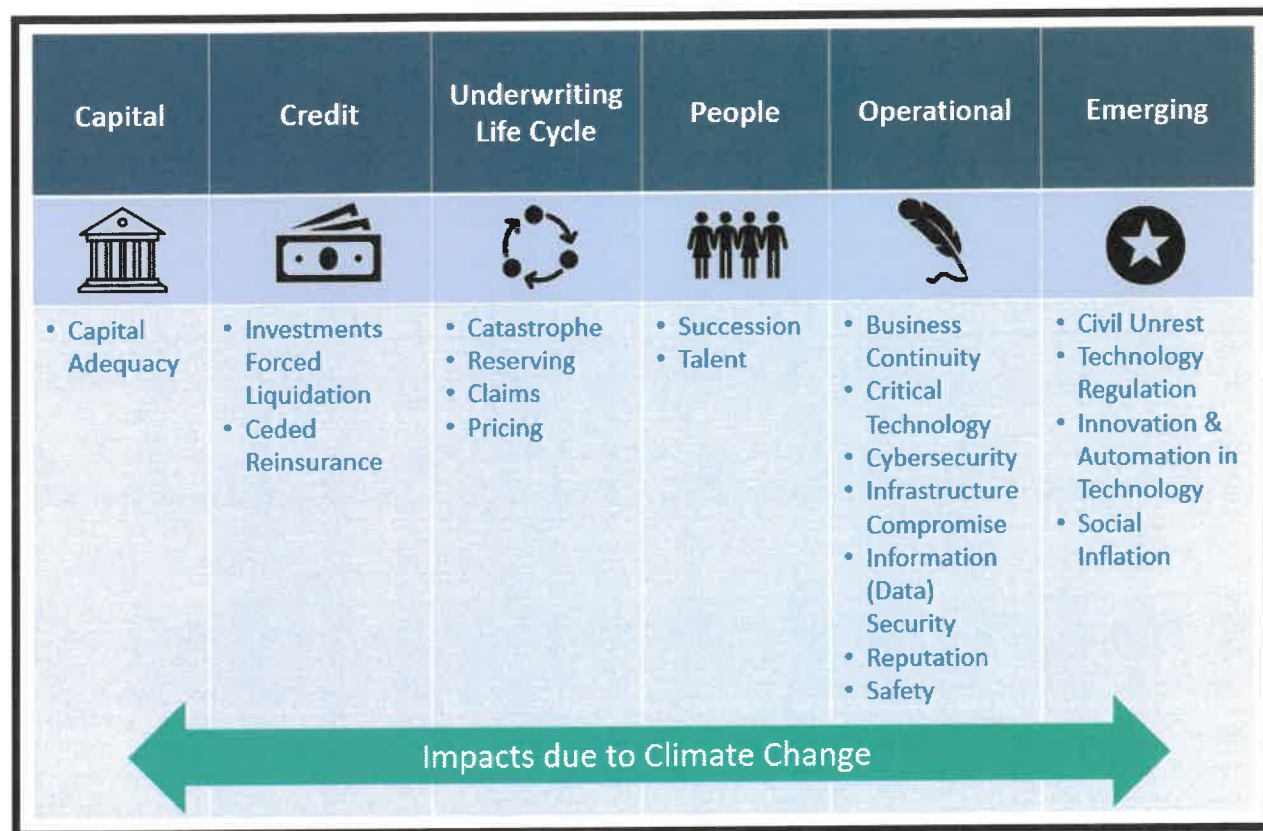 Capital
Credit
Underwriting
Life Cycle
People
Operational
Emerging
• Capital
Adequacy
• Investments
Forced
Liquidation
• Ceded
Reinsurance
• Catastrophe
• Reserving
• Claims
• Pricing
• Succession
• Talent
• Business
Continuity
• Critical
Technology
• Cybersecurity
• Infrastructure
Compromise
• Information
(Data)
Security
• Reputation
• Safety
• Civil Unrest
• Technology
Regulation
• Innovation &
Automation in
Technology
• Social
Inflation
Impacts due to Climate Change